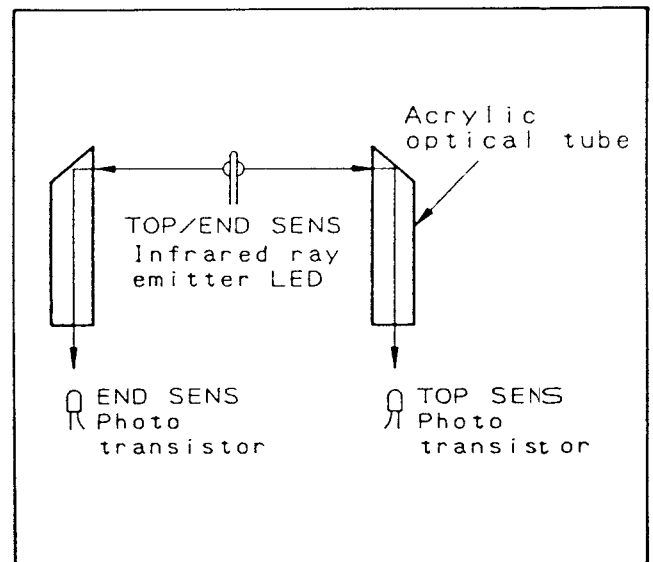 Acrylic
optical tube
TOP/END SENS
Infrared ray
emitter LED
END SENS
Photo
transistor
TOP SENS
Photo
transistor